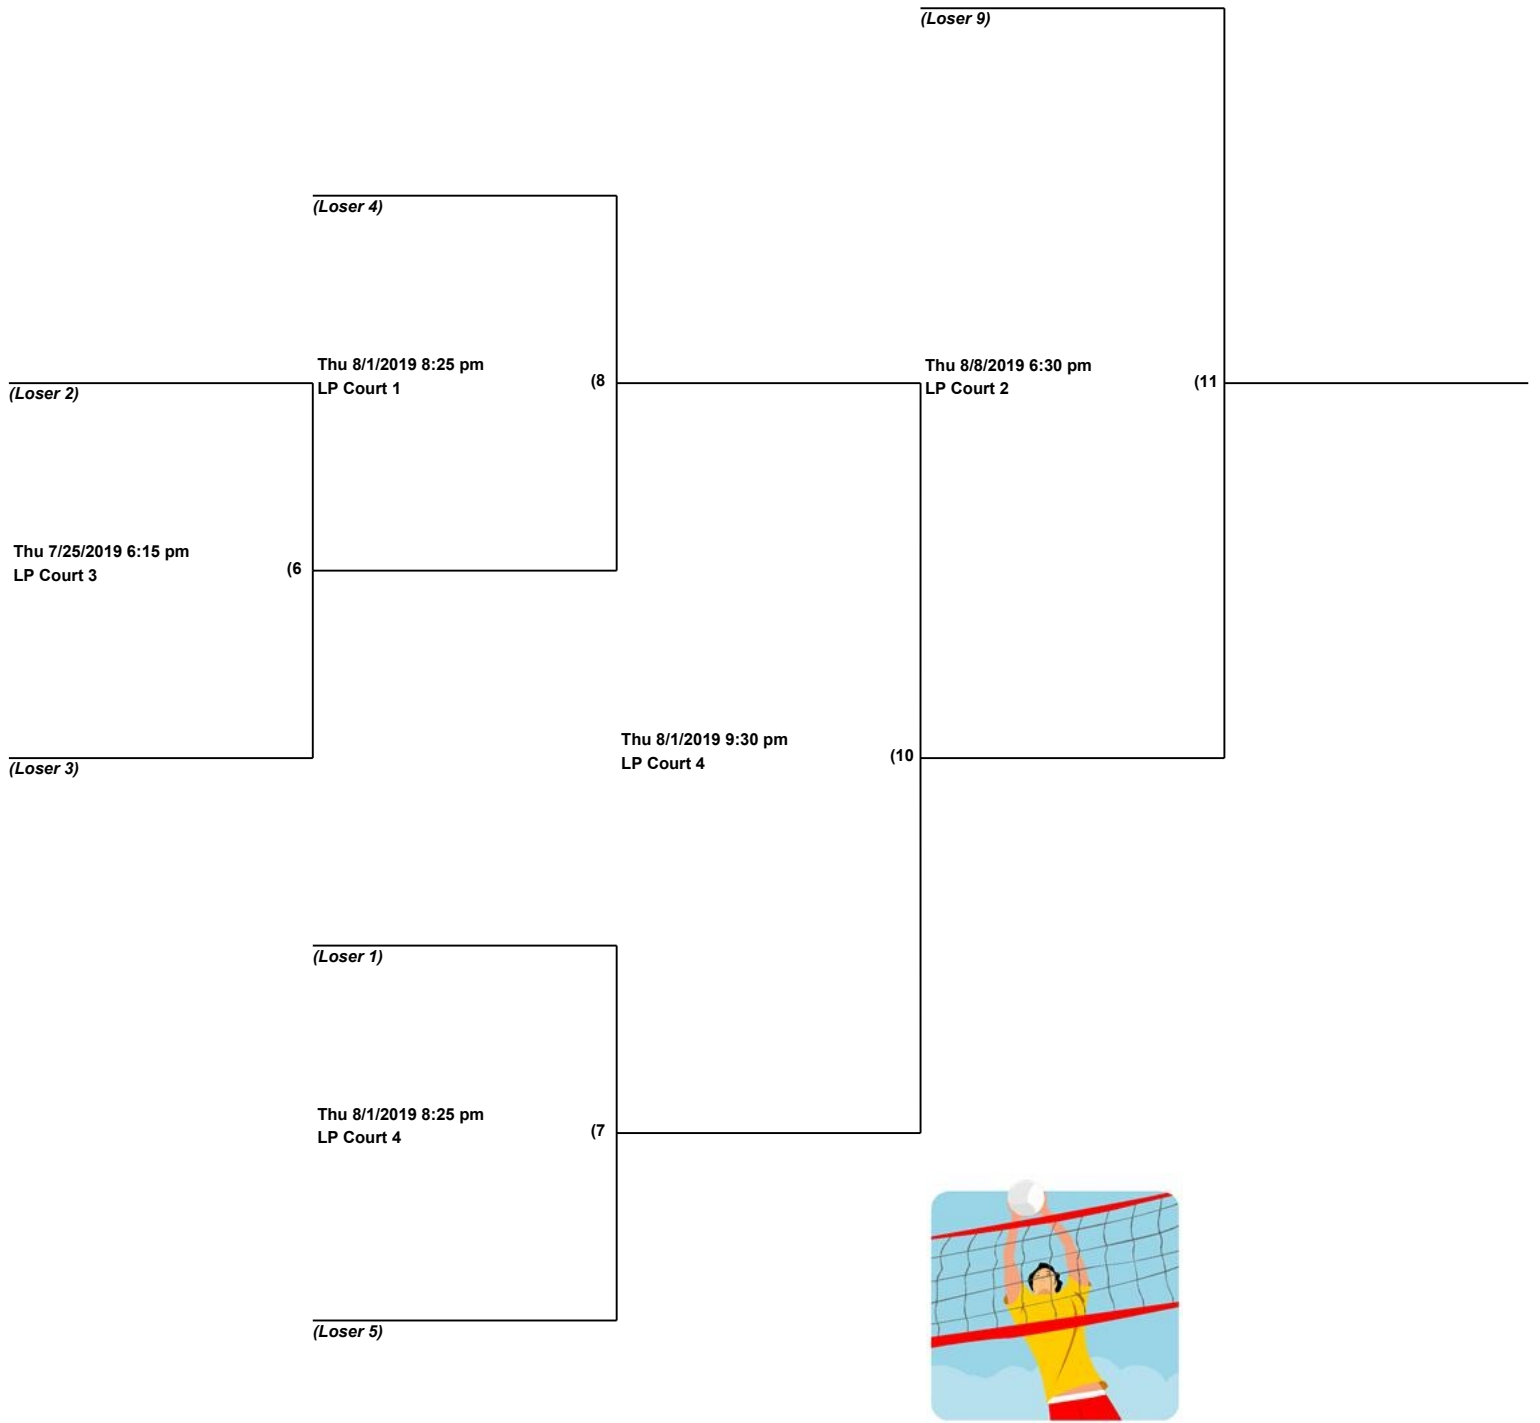 (Loser 9)
(Loser 4)
Thu 8/1/2019 8:25 pm
LP Court 1
(8
Thu 8/8/2019 6:30 pm
LP Court 2
(11
(Loser 2)
Thu 7/25/2019 6:15 pm
LP Court 3
(6
Thu 8/1/2019 9:30 pm
LP Court 4
(10
(Loser 3)
(Loser 1)
Thu 8/1/2019 8:25 pm
LP Court 4
(7
(Loser 5)